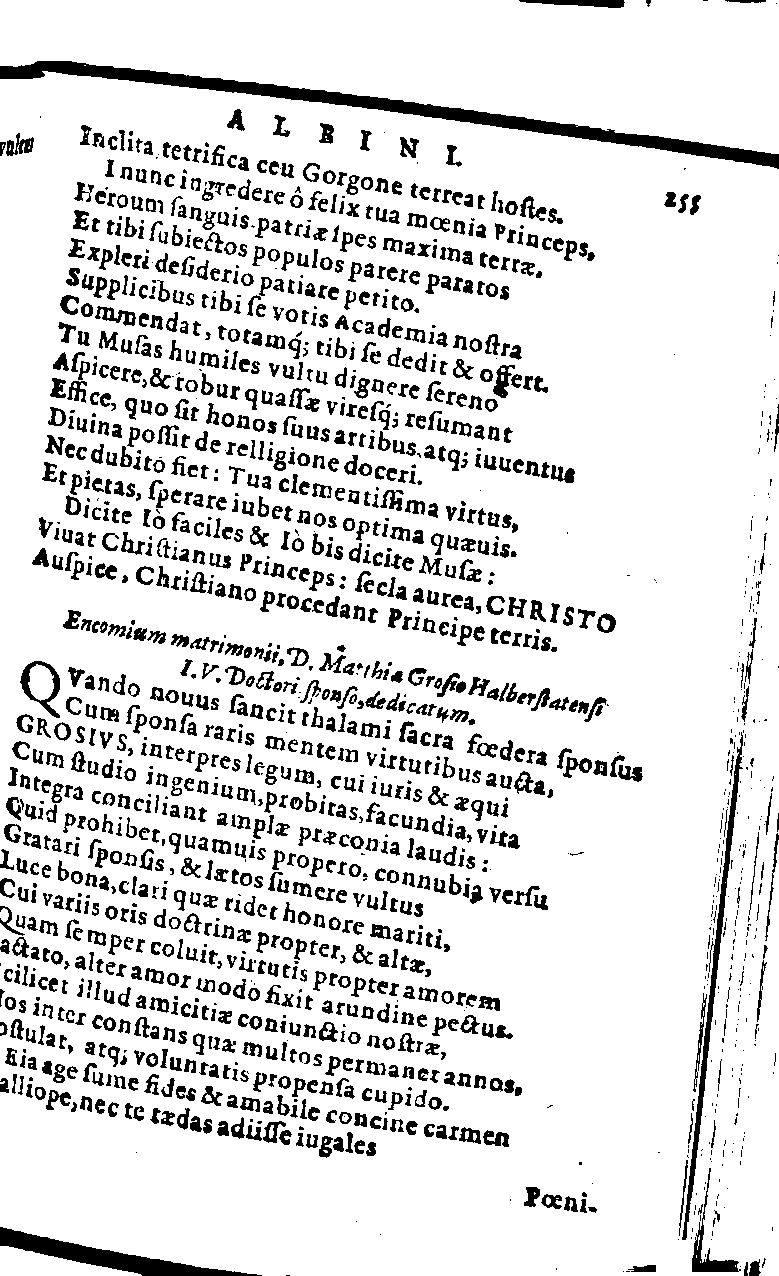 ALBINI.
255
Inclita tetrifica ceu Gorgone terreat hoſtes.
I nunc ingredere ô felix tua mœnia Princeps,
Heroum ſanguis patriæ ſpes maxima terræ,
Et tibi ſubiectos populos parere paratos
Expleri deſiderio patiare petito.
Supplicibus tibi ſe votis Academia noſtra
Commendat, totamq́; tibi ſe dedit & offert.
Tu Muſas humiles vultu dignere ſereno
Aſpicere, & robur quaſſæ vireſq́; reſumant
Effice, quo ſit honos ſuus artibus, atq; iuuentus
Diuina poſſit de relligione doceri.
Nec dubito fiet: Tua clementiſſima virtus,
Et pietas, ſperare iubet nos optima quæuis.
Dicite Iò faciles & Iò bis dicite Muſæ:
Viuat Chriſtianus Princeps: ſecla aurea, CHRISTO
Auſpice, Chriſtiano procedant Principe terris.
Encomium matrimonii, D. Matthiæ Groſio Halberſtatenſi
I. V. Doctori ſponſo, dedicatum.
QVando nouus ſancit thalami ſacra fœdera ſponſus
Cum ſponſa raris mentem virtutibus aucta,
GROSIVS, interpres legum, cui iuris & æqui
Cum ſtudio ingenium, probitas, facundia, vita
Integra conciliant amplæ præconia laudis:
Quid prohibet, quamuis propero, connubia verſu
Gratari ſponſis, & lætos ſumere vultus
Luce bona, clari quæ ridet honore mariti,
Cui variis oris doctrinæ propter, & altæ,
Quam ſemper coluit, virtutis propter amorem
actato, alter amor modò fixit arundine pectus.
cilicet illud amicitiæ coniunctio noſtræ,
Nos inter conſtans quæ multos permanet annos,
oſtulat, atq; voluntatis propenſa cupido.
Eia age ſume fides & amabile concine carmen
alliope, nec te tædas adiiſſe iugales
Pœni-